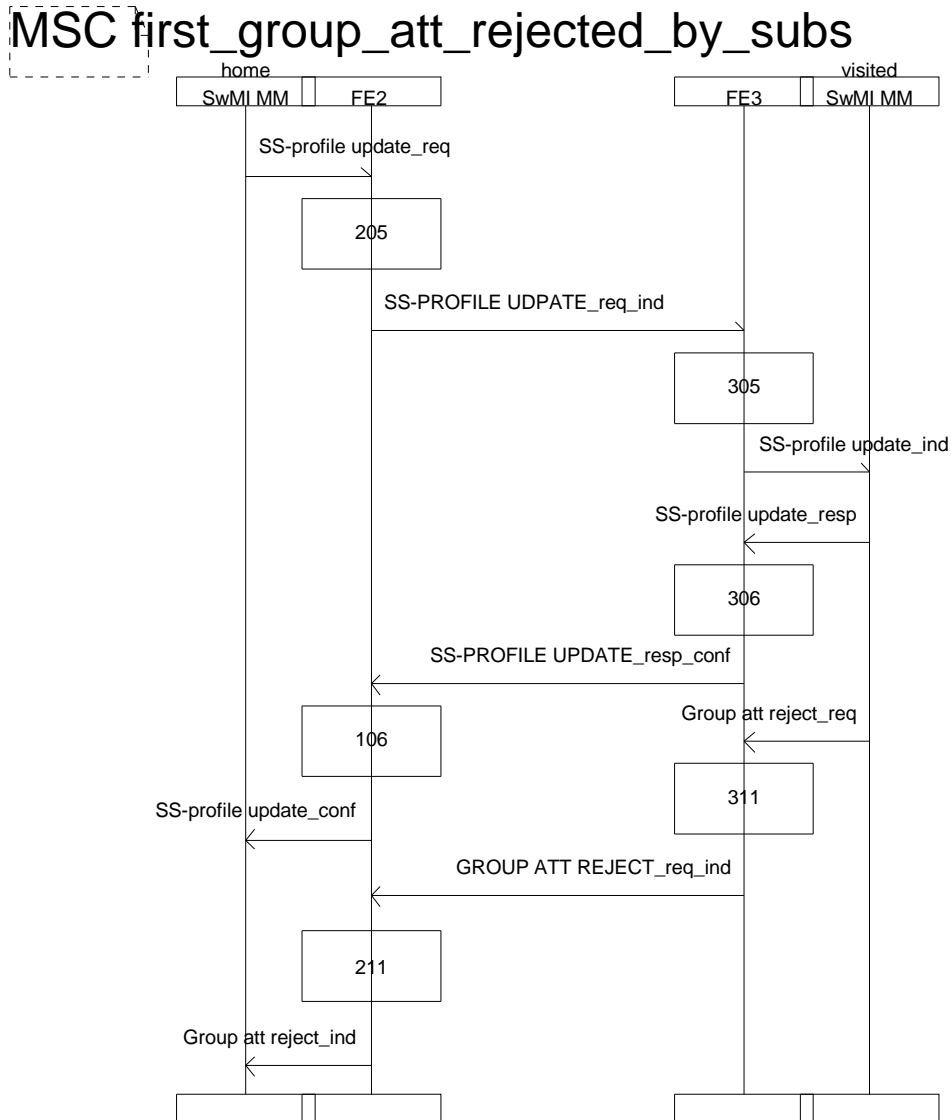 MSC first_group_att_rejected_by_subs
home
visited
SwMI MM
FE2
FE3
SwMI MM
SS-profile update_req
205
SS-PROFILE UDPATE_req_ind
305
SS-profile update_ind
SS-profile update_resp
306
SS-PROFILE UPDATE_resp_conf
Group att reject_req
106
311
SS-profile update_conf
GROUP ATT REJECT_req_ind
211
Group att reject_ind